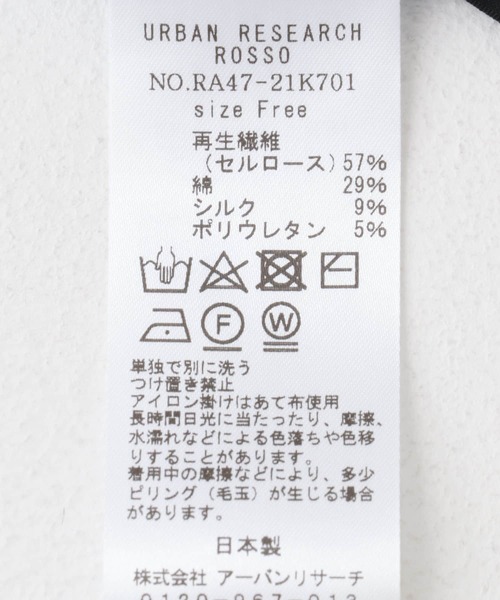 URBAN RESEARCH
ROSSO
NO.RA47-21K701
size Free
再生繊維
（セルロース）57%
綿 29%
シルク 9%
ポリウレタン 5%
F W
単独で別に洗う
つけ置き禁止
アイロン掛けはあて布使用
長時間日光に当たったり、摩擦、
水濡れなどによる色落ちや色移
りすることがあります。
着用中の摩擦などにより、多少
ピリング（毛玉）が生じる場合
があります。
日本製
株式会社 アーバンリサーチ
0120-967-013